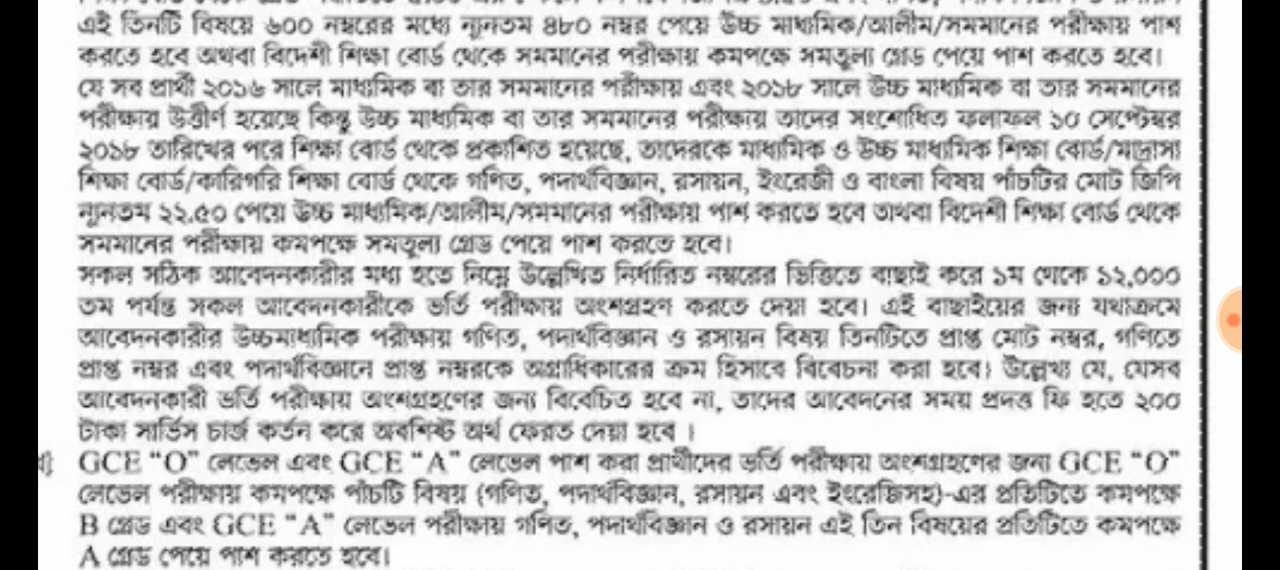 এই তিনটি বিষয়ে ৬০০ নম্বরের মধ্যে ন্যূনতম ৪৮০ নম্বর পেয়ে উচ্চ মাধ্যমিক/আলীম/সমমানের পরীক্ষায় পাশ
করতে হবে অথবা বিদেশী শিক্ষা বোর্ড থেকে সমমানের পরীক্ষায় কমপক্ষে সমতুল্য গ্রেড পেয়ে পাশ করতে হবে।
যে সব প্রার্থী ২০১৬ সালে মাধ্যমিক বা তার সমমানের পরীক্ষায় এবং ২০১৮ সালে উচ্চ মাধ্যমিক বা তার সমমানের
পরীক্ষায় উত্তীর্ণ হয়েছে কিন্তু উচ্চ মাধ্যমিক বা তার সমমানের পরীক্ষায় তাদের সংশোধিত ফলাফল ১০ সেপ্টেম্বর
২০১৮ তারিখের পরে শিক্ষা বোর্ড থেকে প্রকাশিত হয়েছে, তাদেরকে মাধ্যমিক ও উচ্চ মাধ্যমিক শিক্ষা বোর্ড/মাদ্রাসা
শিক্ষা বোর্ড/কারিগরি শিক্ষা বোর্ড থেকে গণিত, পদার্থবিজ্ঞান, রসায়ন, ইংরেজী ও বাংলা বিষয় পাঁচটির মোট জিপি
ন্যূনতম ২২.৫০ পেয়ে উচ্চ মাধ্যমিক/আলীম/সমমানের পরীক্ষায় পাশ করতে হবে অথবা বিদেশী শিক্ষা বোর্ড থেকে
সমমানের পরীক্ষায় কমপক্ষে সমতুল্য গ্রেড পেয়ে পাশ করতে হবে।
সকল সঠিক আবেদনকারীর মধ্য হতে নিম্নে উল্লেখিত নির্ধারিত নম্বরের ভিত্তিতে বাছাই করে ১ম থেকে ১২,০০০
তম পর্যন্ত সকল আবেদনকারীকে ভর্তি পরীক্ষায় অংশগ্রহণ করতে দেয়া হবে। এই বাছাইয়ের জন্য যথাক্রমে
আবেদনকারীর উচ্চমাধ্যমিক পরীক্ষায় গণিত, পদার্থবিজ্ঞান ও রসায়ন বিষয় তিনটিতে প্রাপ্ত মোট নম্বর, গণিতে
প্রাপ্ত নম্বর এবং পদার্থবিজ্ঞানে প্রাপ্ত নম্বরকে অগ্রাধিকারের ক্রম হিসাবে বিবেচনা করা হবে। উল্লেখ্য যে, যেসব
আবেদনকারী ভর্তি পরীক্ষায় অংশগ্রহণের জন্য বিবেচিত হবে না, তাদের আবেদনের সময় প্রদত্ত ফি হতে ২০০
টাকা সার্ভিস চার্জ কর্তন করে অবশিষ্ট অর্থ ফেরত দেয়া হবে ।
GCE “O” লেভেল এবং GCE “A” লেভেল পাশ করা প্রার্থীদের ভর্তি পরীক্ষায় অংশগ্রহণের জন্য GCE “O”
লেভেল পরীক্ষায় কমপক্ষে পাঁচটি বিষয় (গণিত, পদার্থবিজ্ঞান, রসায়ন এবং ইংরেজিসহ)-এর প্রতিটিতে কমপক্ষে
B গ্রেড এবং GCE “A” লেভেল পরীক্ষায় গণিত, পদার্থবিজ্ঞান ও রসায়ন এই তিন বিষয়ের প্রতিটিতে কমপক্ষে
A গ্রেড পেয়ে পাশ করতে হবে।